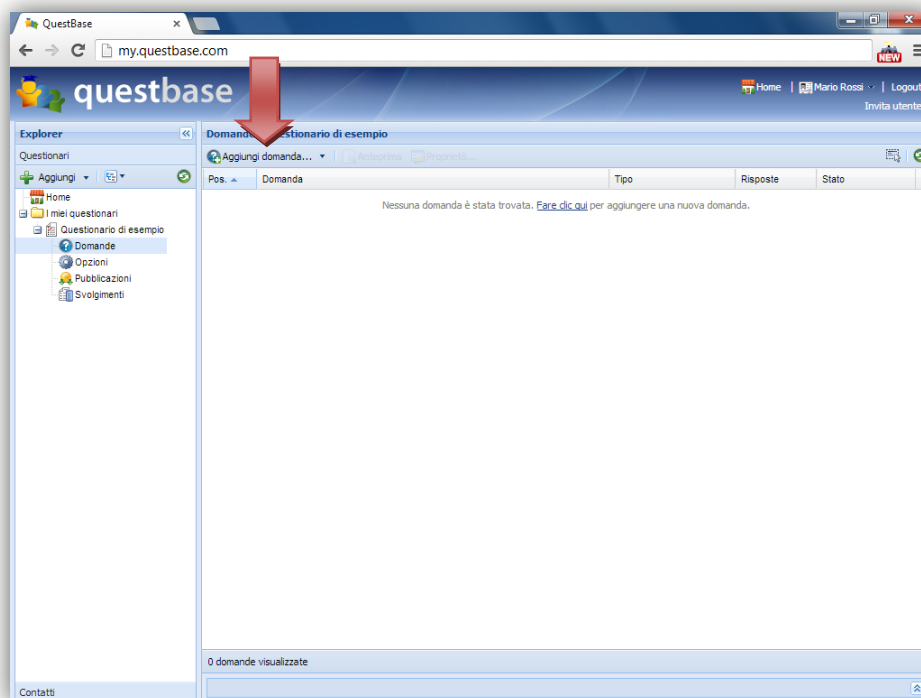 QuestBase
my.questbase.com
NEW
questbase
Home | Mario Rossi | Logout
Invita utente
Explorer
Questionari
Aggiungi
Home
I miei questionari
Questionario di esempio
Domande
Opzioni
Pubblicazioni
Svolgimenti
Contatti
Domande stionario di esempio
Aggiungi domanda... Anteprima Proprietà...
Pos. Domanda Tipo Risposte Stato
Nessuna domanda è stata trovata. Fare clic qui per aggiungere una nuova domanda.
0 domande visualizzate